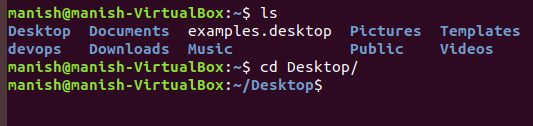 manish@manish-VirtualBox:~$ ls
Desktop Documents examples.desktop Pictures Templates
devops Downloads Music Public Videos
manish@manish-VirtualBox:~$ cd Desktop/
manish@manish-VirtualBox:~/Desktop$